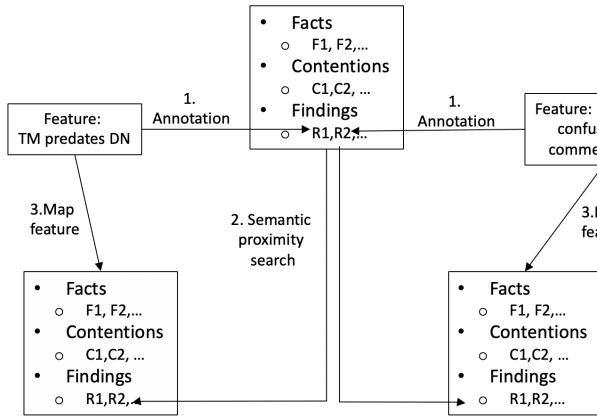 • Facts
o F1, F2,...
• Contentions
o C1,C2, ...
• Findings
o R1,R2,...
Feature:
TM predates DN
1.
Annotation
1.
Annotation
Feature:
3.Map
feature
2. Semantic
proximity
search
• Facts
o F1, F2,...
• Contentions
o C1,C2, ...
• Findings
o R1,R2,...
• Facts
o F1, F2,...
• Contentions
o C1,C2, ...
• Findings
o R1,R2,...